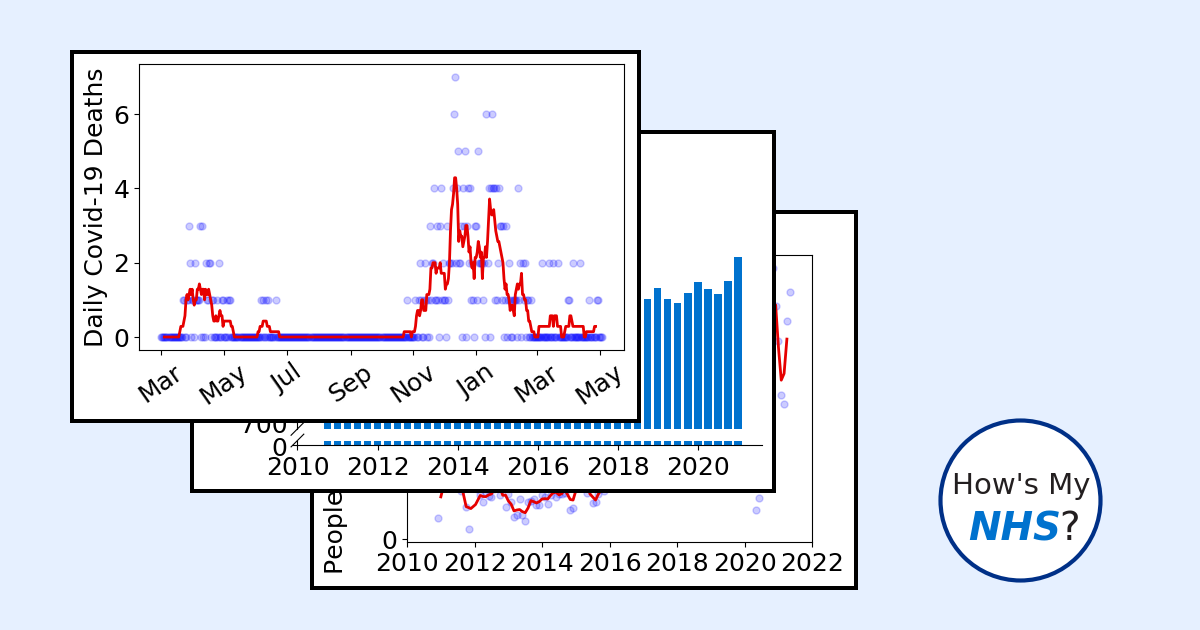 Daily Covid-19 Deaths
6
4
2
0
Mar May Jul Sep Nov Jan Mar May
700
0
2010 2012 2014 2016 2018 2020
People
0
2010 2012 2014 2016 2018 2020 2022
How's My
NHS?